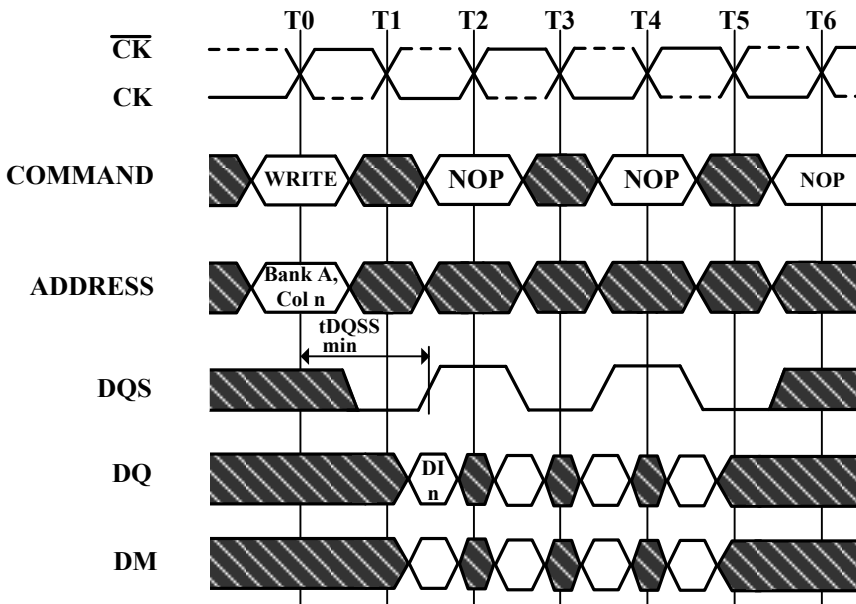 T0 T1 T2 T3 T4 T5 T6
CK
CK
COMMAND WRITE NOP NOP NOP
ADDRESS Bank A,
Col n
tDQSS
min
DQS
DQ DI
n
DM